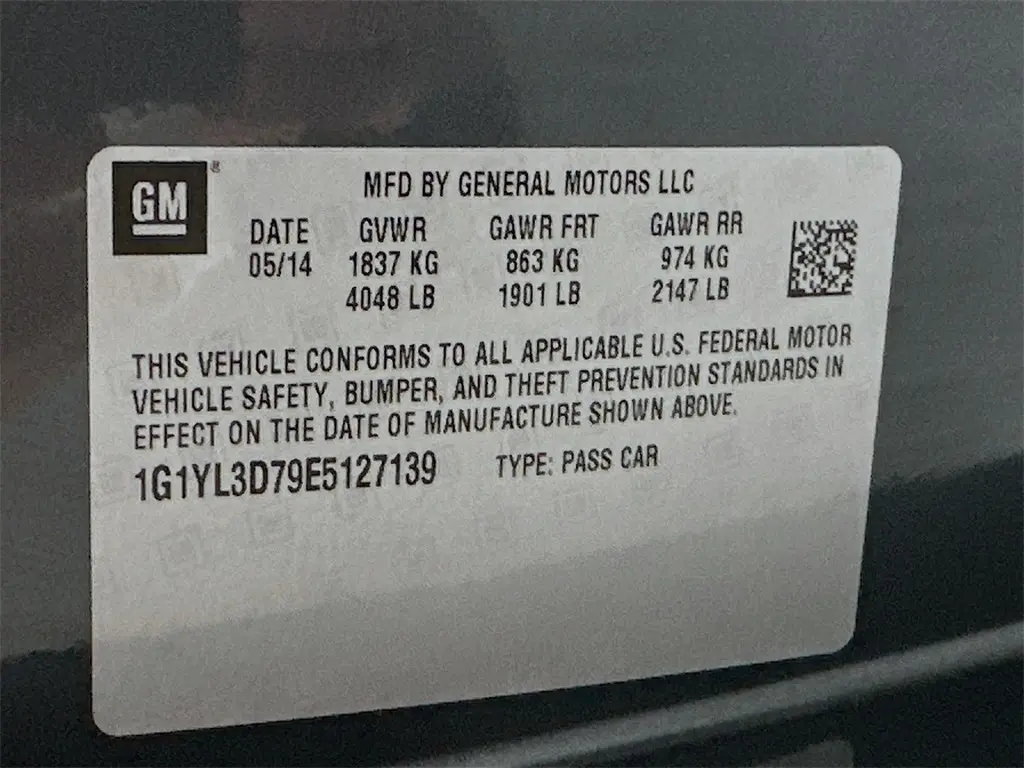 GM ®
MFD BY GENERAL MOTORS LLC
DATE GVWR GAWR FRT GAWR RR
05/14 1837 KG 863 KG 974 KG
4048 LB 1901 LB 2147 LB
THIS VEHICLE CONFORMS TO ALL APPLICABLE U.S. FEDERAL MOTOR
VEHICLE SAFETY, BUMPER, AND THEFT PREVENTION STANDARDS IN
EFFECT ON THE DATE OF MANUFACTURE SHOWN ABOVE.
1G1YL3D79E5127139 TYPE: PASS CAR